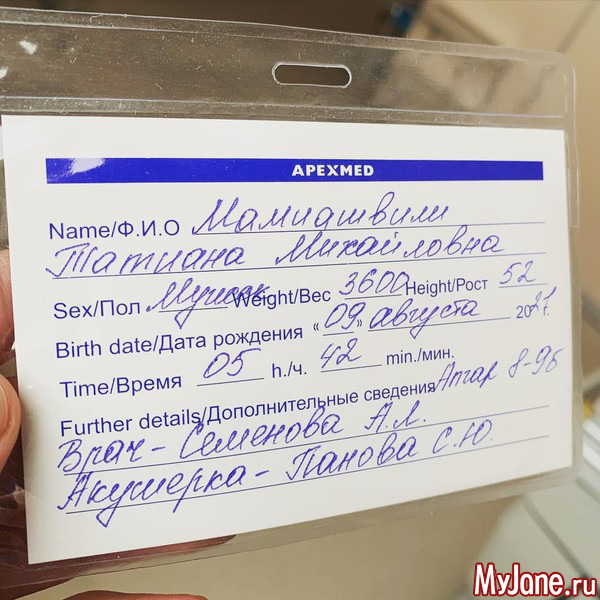 APEXMED
Name/Ф.И.О Мамиашвили
Татиана Михайловна
Sex/Пол Мужск Weight/Вес 3600 Height/Рост 52
Birth date/Дата рождения «09» августа 2021г.
Time/Время 05 h./ч. 42 min./мин.
Further details/Дополнительные сведения Апгар 8-9б
Врач - Семенова А.Л.
Акушерка - Панова С.Ю.
MyJane.ru